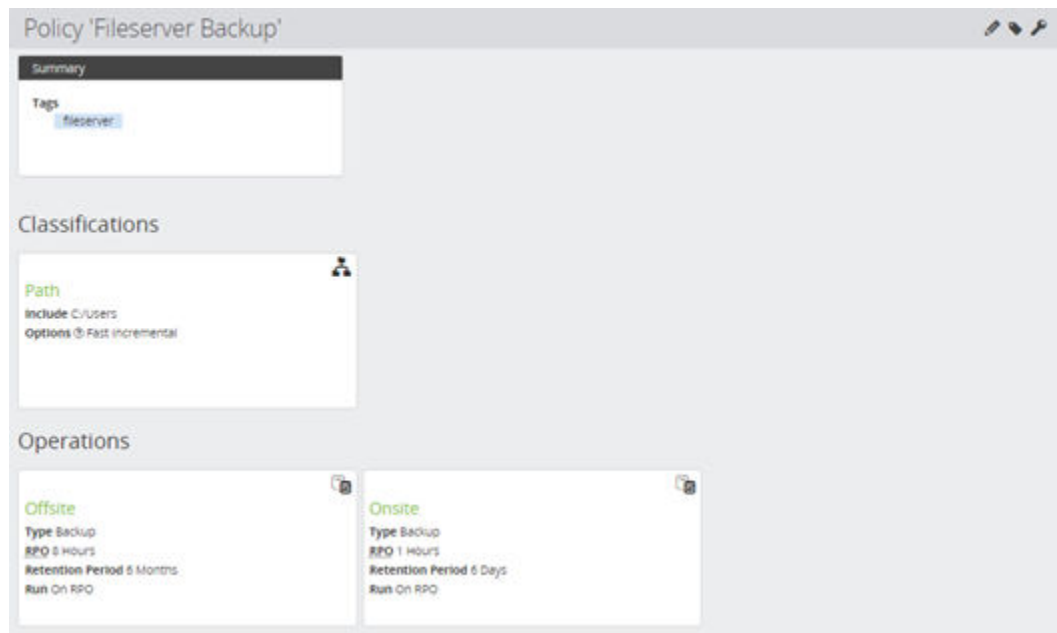 Policy 'Fileserver Backup'
Summary
Tags
fileserver
Classifications
Path
Include C:/Users
Options Fast Incremental
Operations
Offsite
Type Backup
RPO 8 Hours
Retention Period 6 Months
Run On RPO
Onsite
Type Backup
RPO 1 Hours
Retention Period 6 Days
Run On RPO